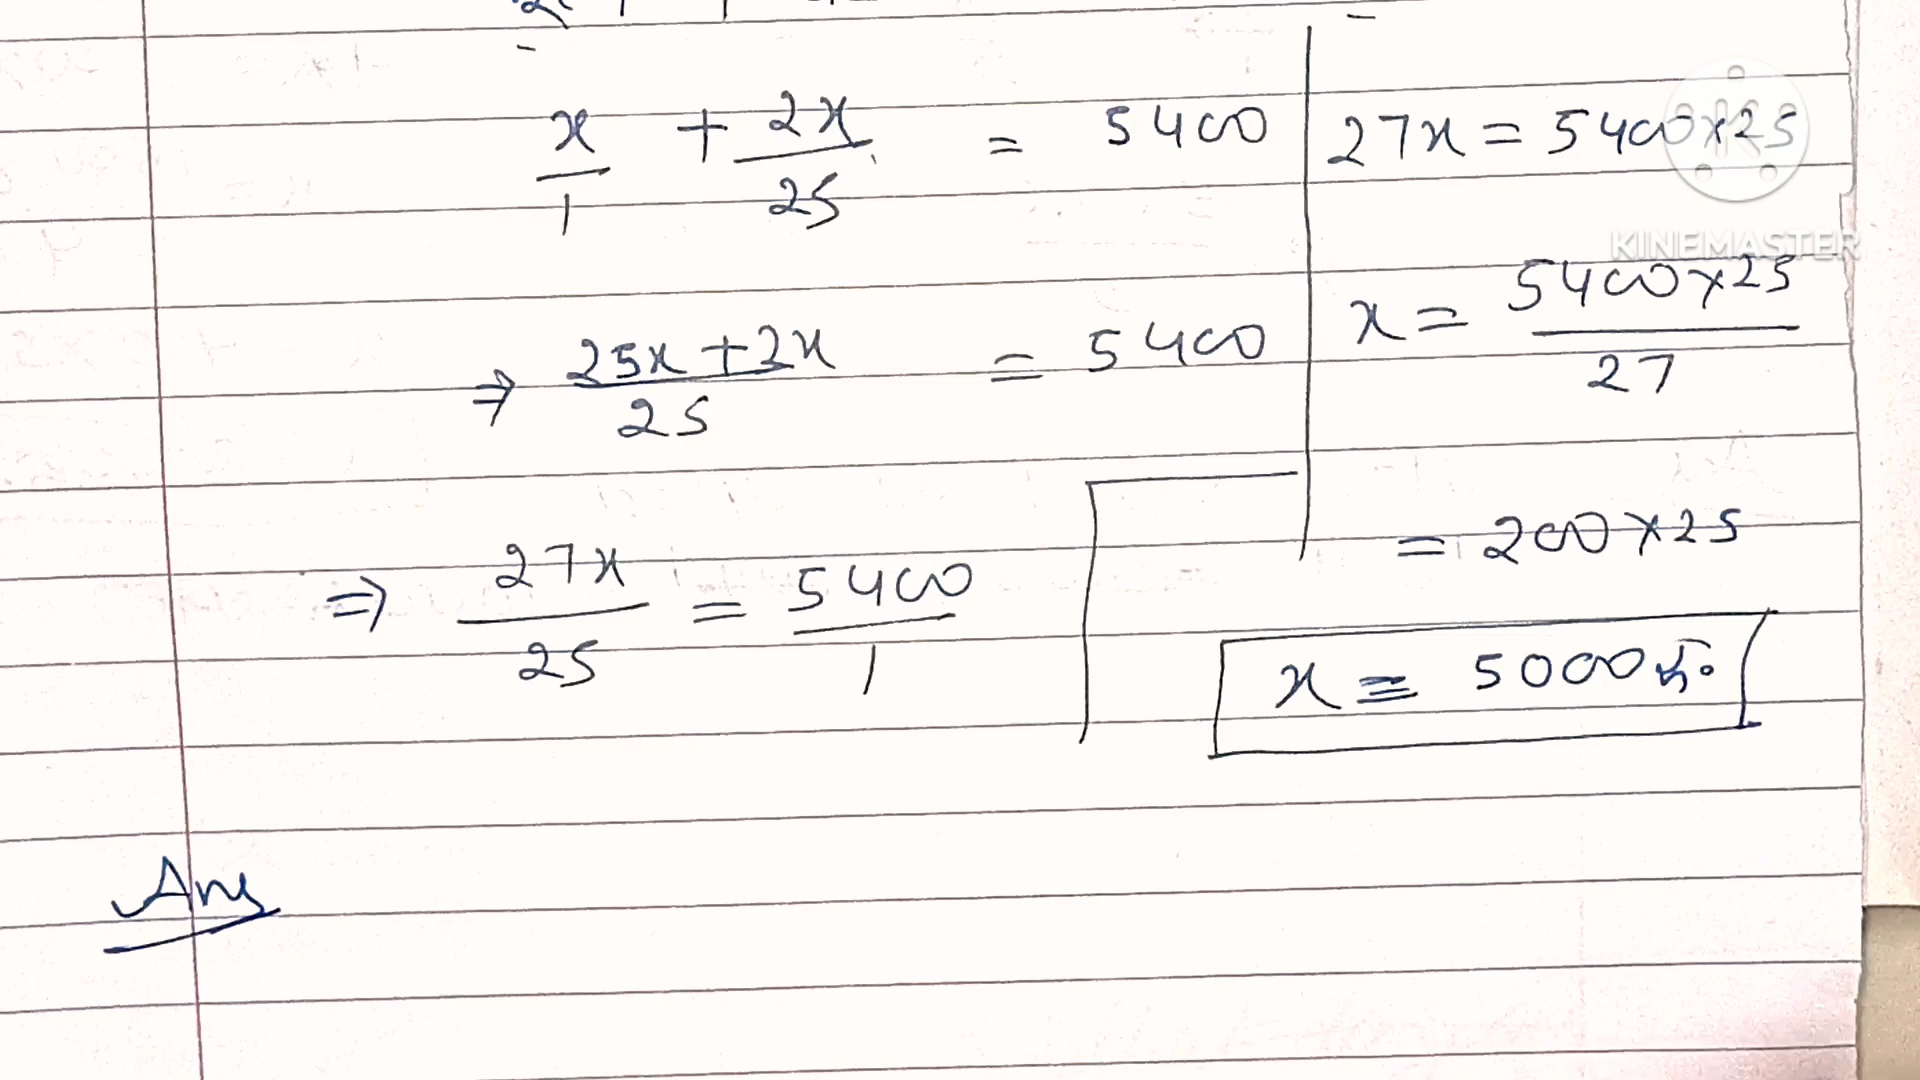 x/1 + 2x/25 = 5400
⇒ 25x + 2x/25 = 5400
⇒ 27x/25 = 5400/1
27x = 5400×25
x = 5400×25/27
= 200×25
x = 5000 रु०
Ans
KINEMASTER